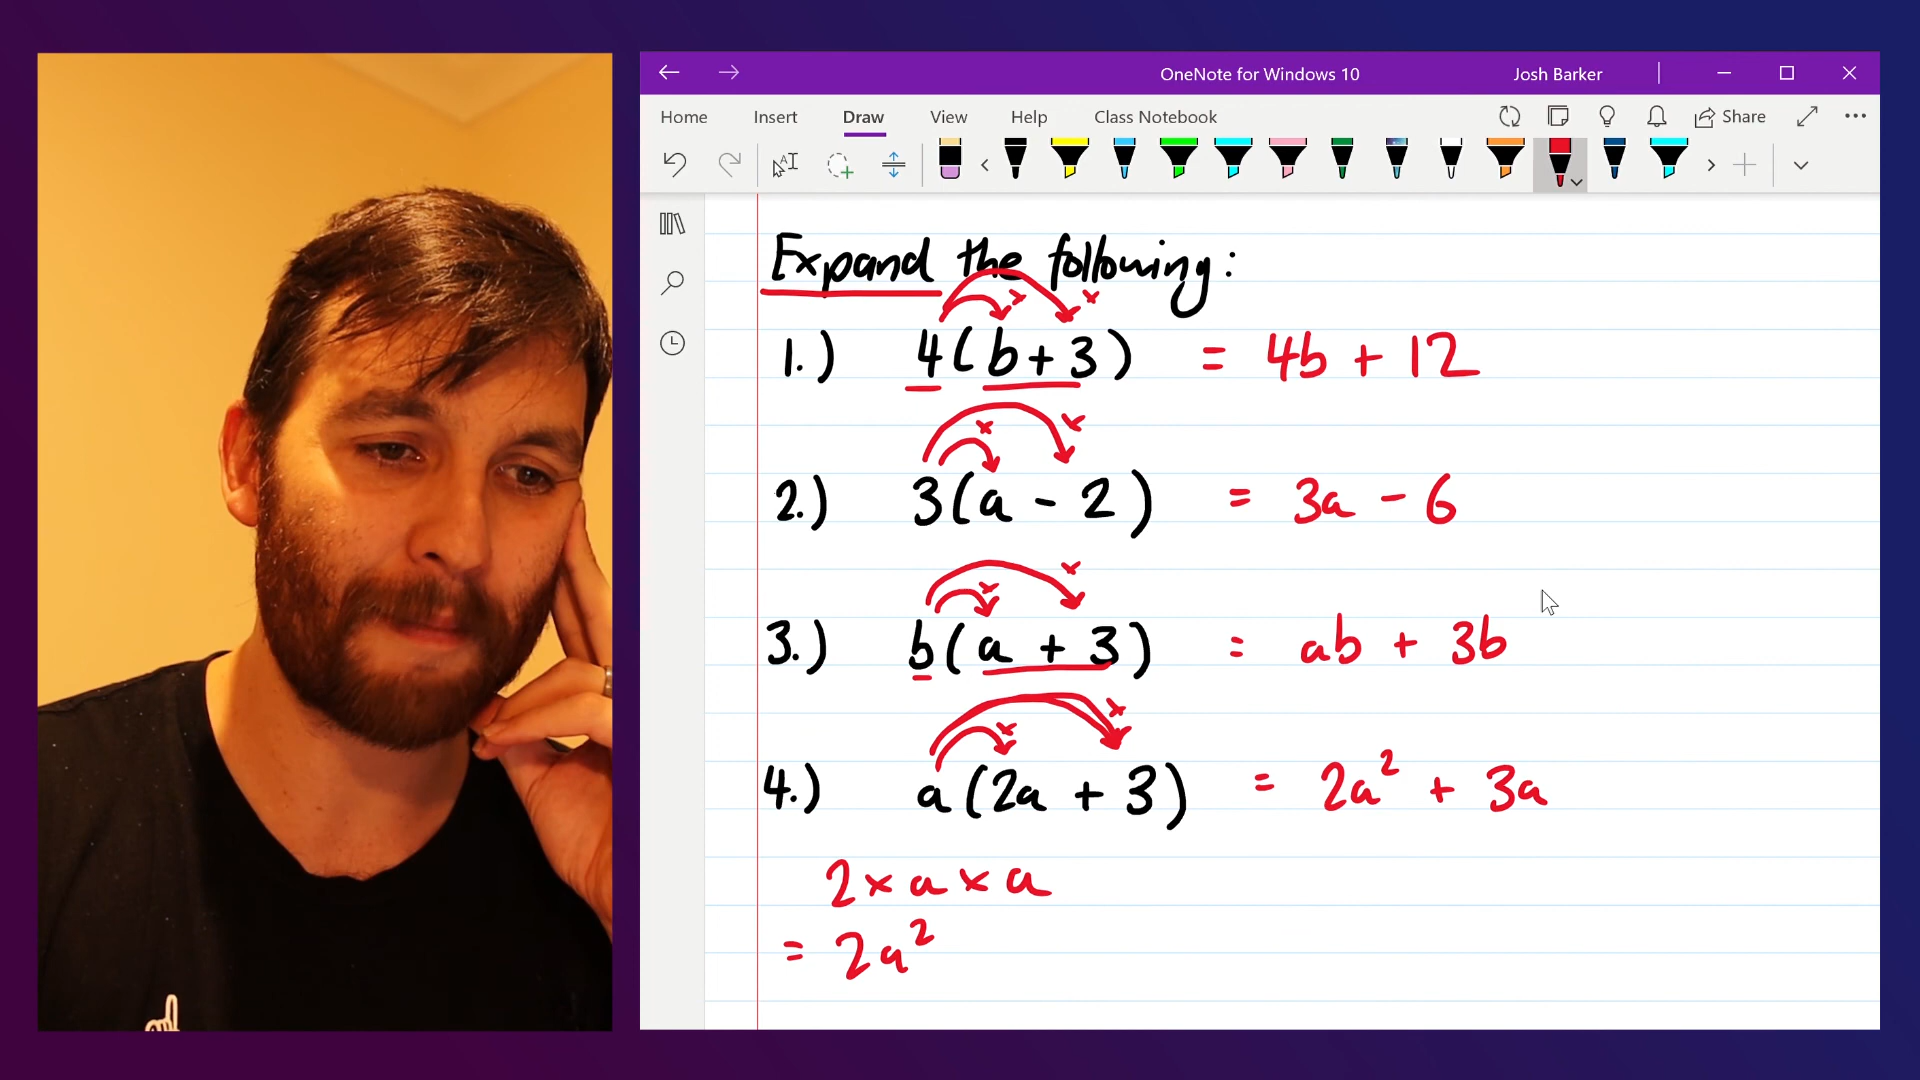 OneNote for Windows 10 Josh Barker
Home Insert Draw View Help Class Notebook Share
Expand the following:
1.) 4(b+3) = 4b + 12
2.) 3(a - 2) = 3a - 6
3.) b(a + 3) = ab + 3b
4.) a(2a + 3) = 2a² + 3a
2 × a × a
= 2a²